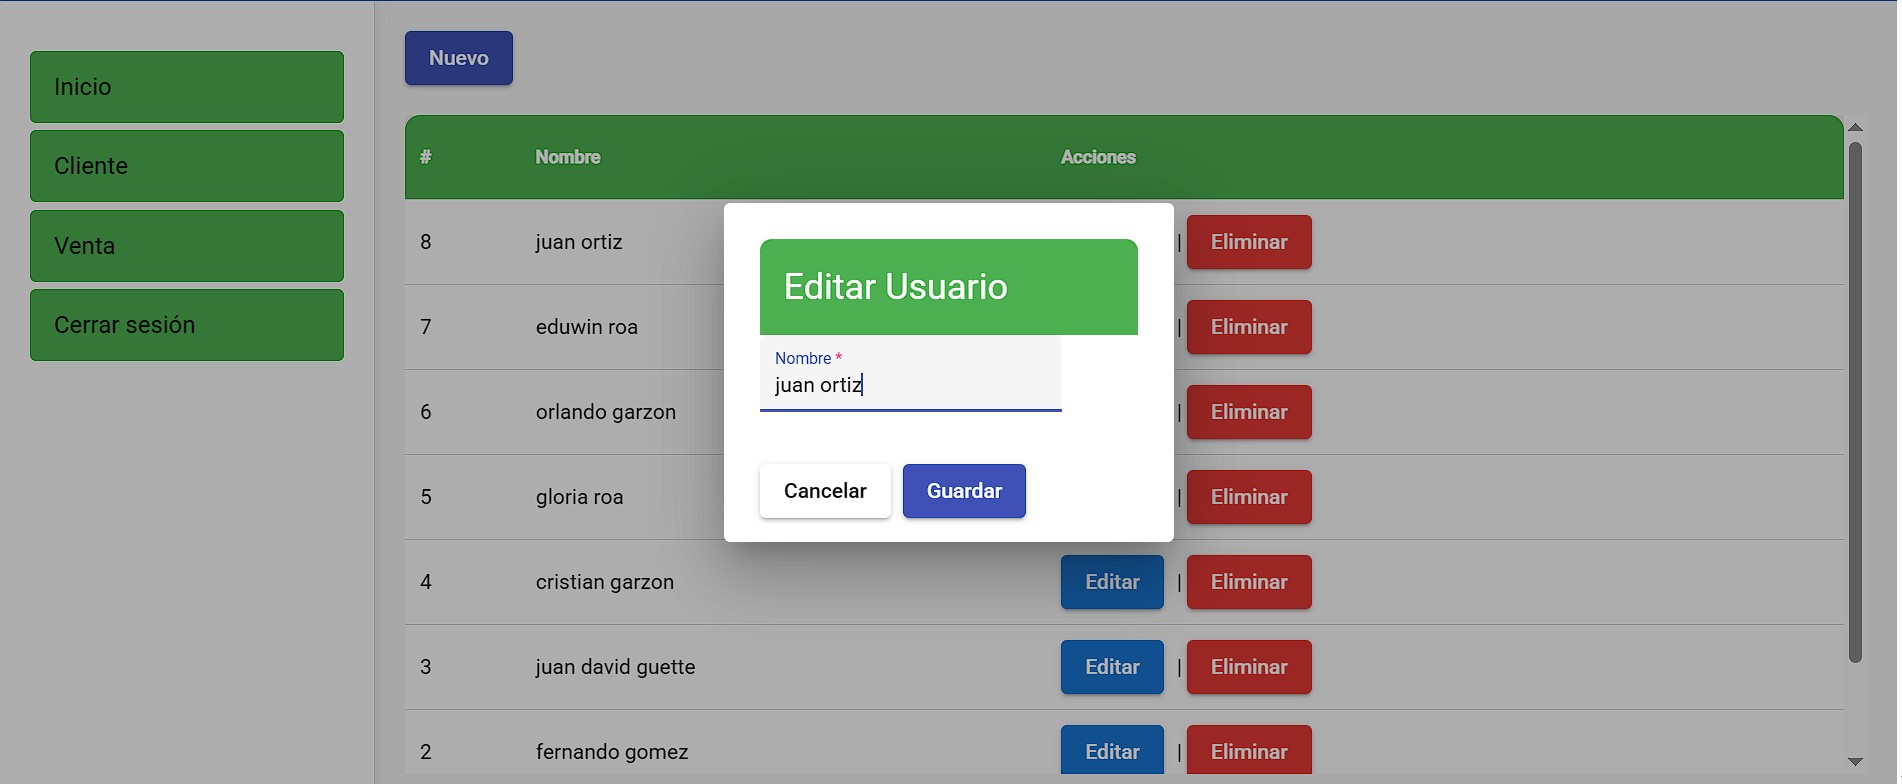 Inicio
Cliente
Venta
Cerrar sesión
Nuevo
# Nombre Acciones
8 juan ortiz | Eliminar
7 eduwin roa | Eliminar
6 orlando garzon | Eliminar
5 gloria roa | Eliminar
4 cristian garzon Editar | Eliminar
3 juan david guette Editar | Eliminar
2 fernando gomez Editar | Eliminar
Editar Usuario
Nombre *
juan ortiz
Cancelar Guardar